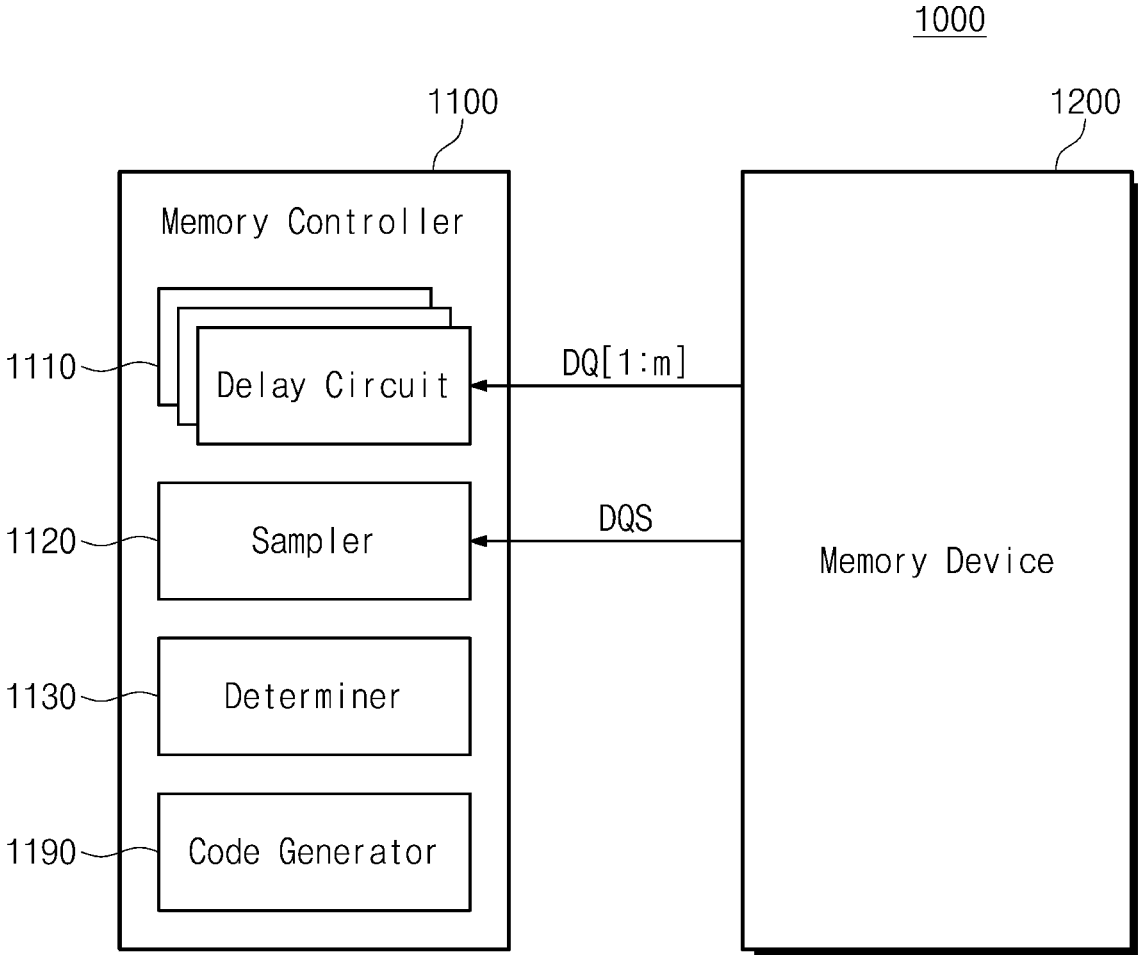 1000
1100
1200
Memory Controller
1110
Delay Circuit
DQ[1:m]
1120
Sampler
DQS
Memory Device
1130
Determiner
1190
Code Generator